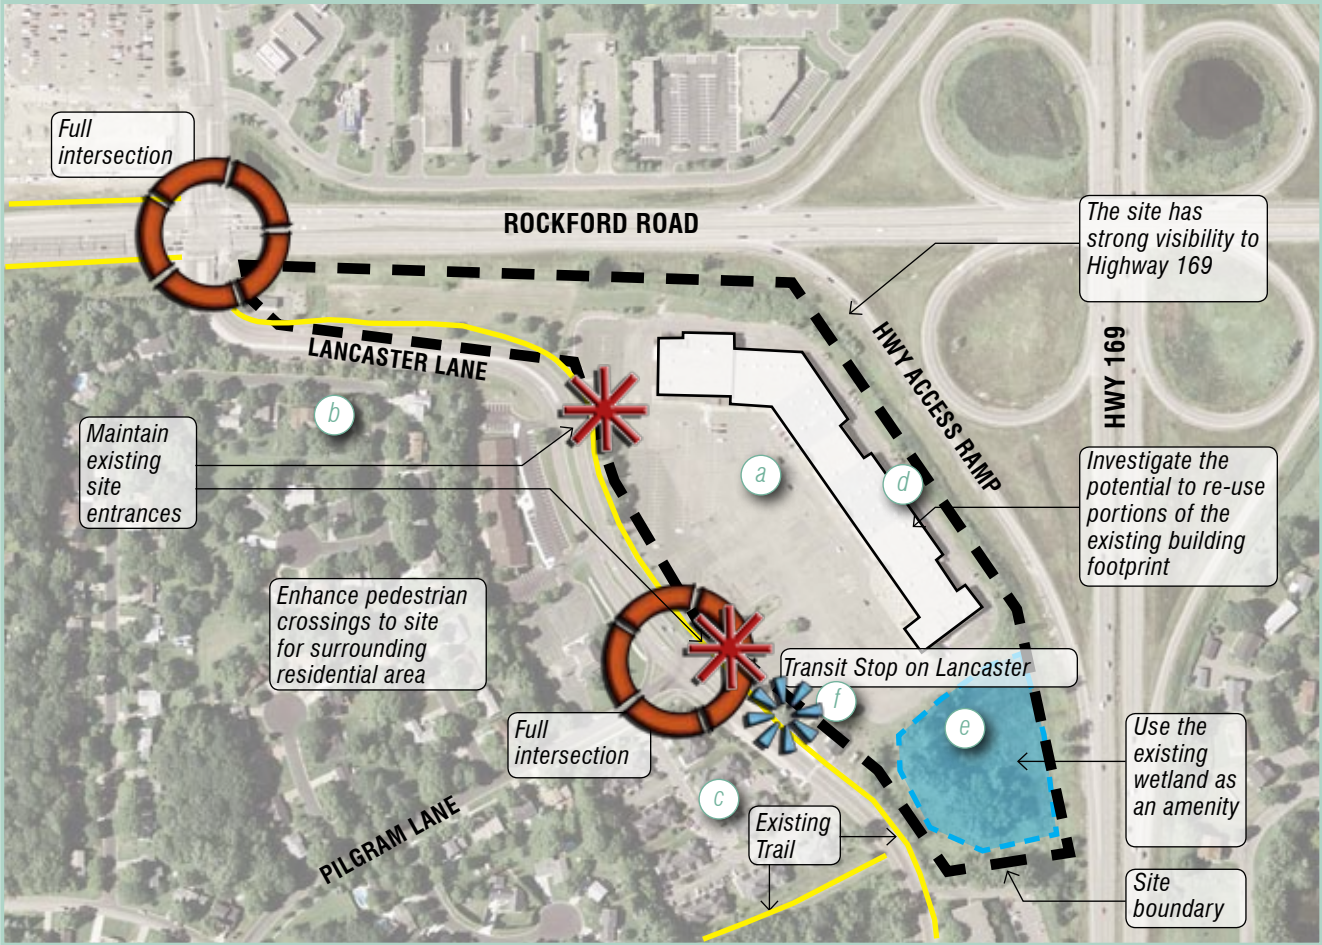 Full
intersection
ROCKFORD ROAD
The site has
strong visibility to
Highway 169
HWY ACCESS RAMP
HWY 169
LANCASTER LANE
b
Maintain
existing
site
entrances
a
d
Investigate the
potential to re-use
portions of the
existing building
footprint
Enhance pedestrian
crossings to site
for surrounding
residential area
Transit Stop on Lancaster
f
e
Full
intersection
Use the
existing
wetland as
an amenity
c
PILGRAM LANE
Existing
Trail
Site
boundary